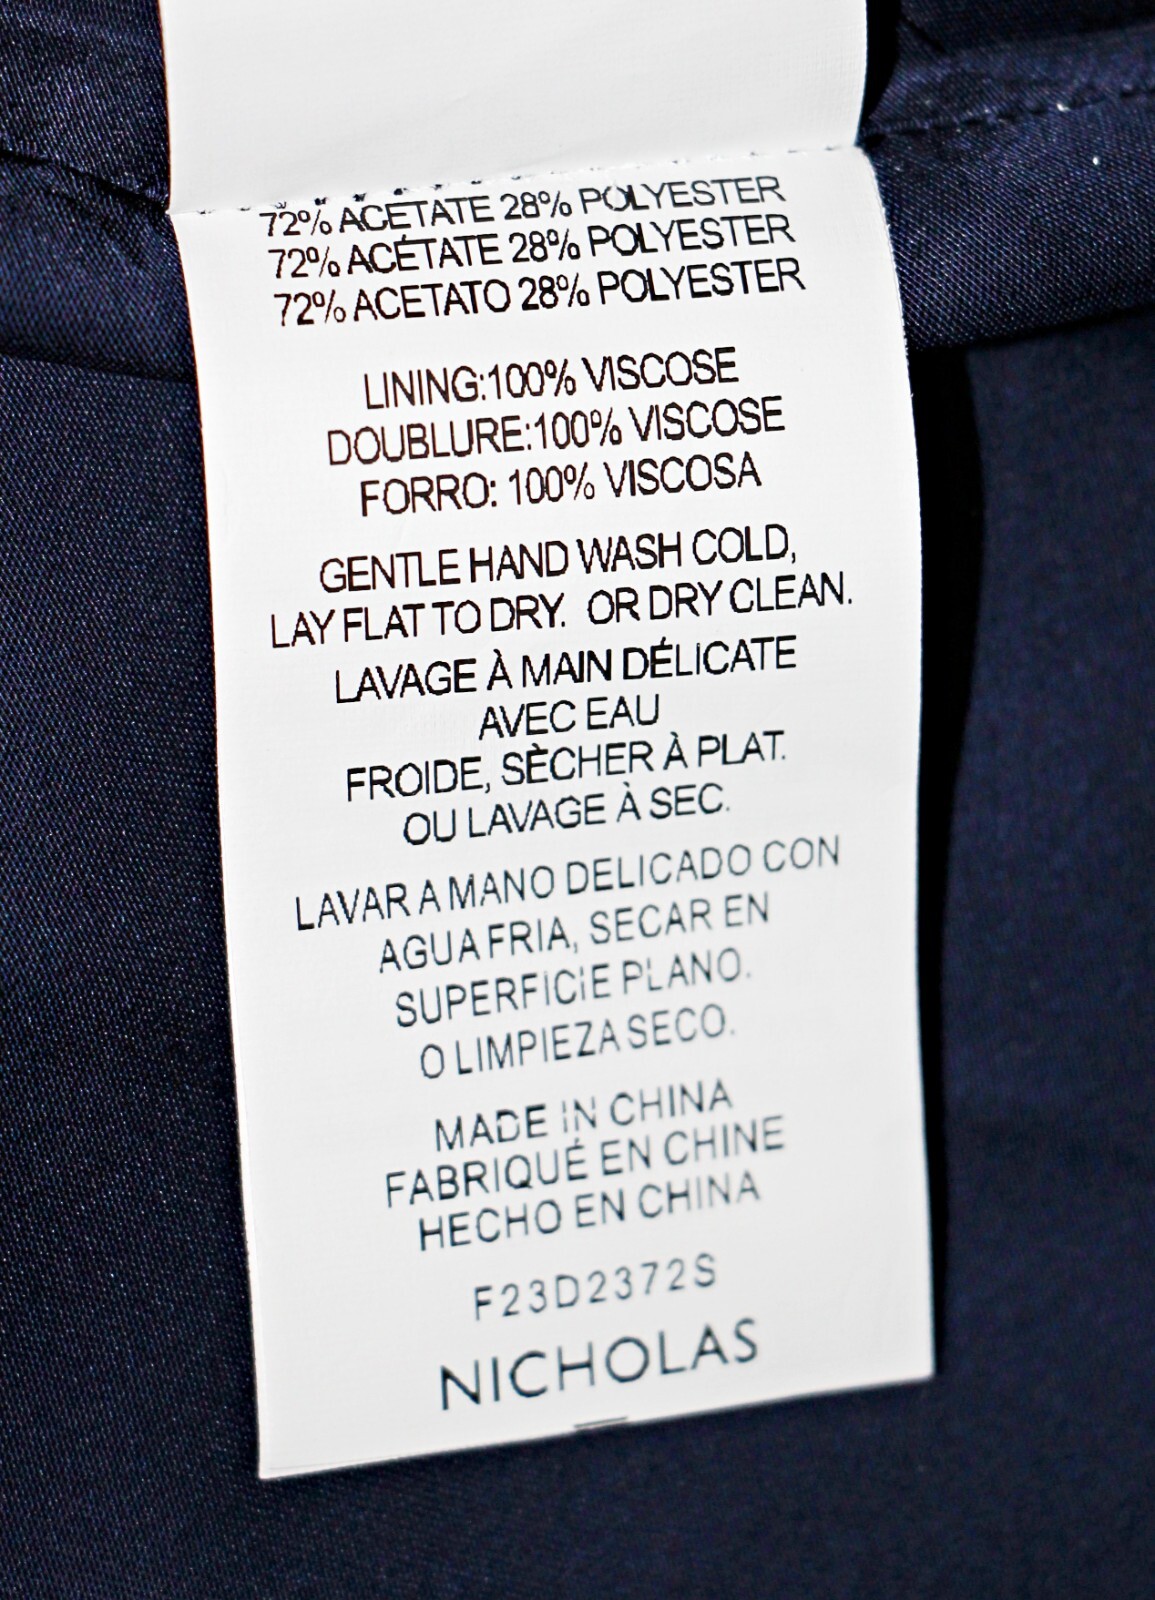 72% ACETATE 28% POLYESTER
72% ACÉTATE 28% POLYESTER
72% ACETATO 28% POLYESTER
LINING:100% VISCOSE
DOUBLURE:100% VISCOSE
FORRO: 100% VISCOSA
GENTLE HAND WASH COLD,
LAY FLAT TO DRY. OR DRY CLEAN.
LAVAGE À MAIN DÉLICATE
AVEC EAU
FROIDE, SÈCHER À PLAT.
OU LAVAGE À SEC.
LAVAR A MANO DELICADO CON
AGUA FRIA, SECAR EN
SUPERFICIE PLANO.
O LIMPIEZA SECO.
MADE IN CHINA
FABRIQUÉ EN CHINE
HECHO EN CHINA
F23D2372S
NICHOLAS